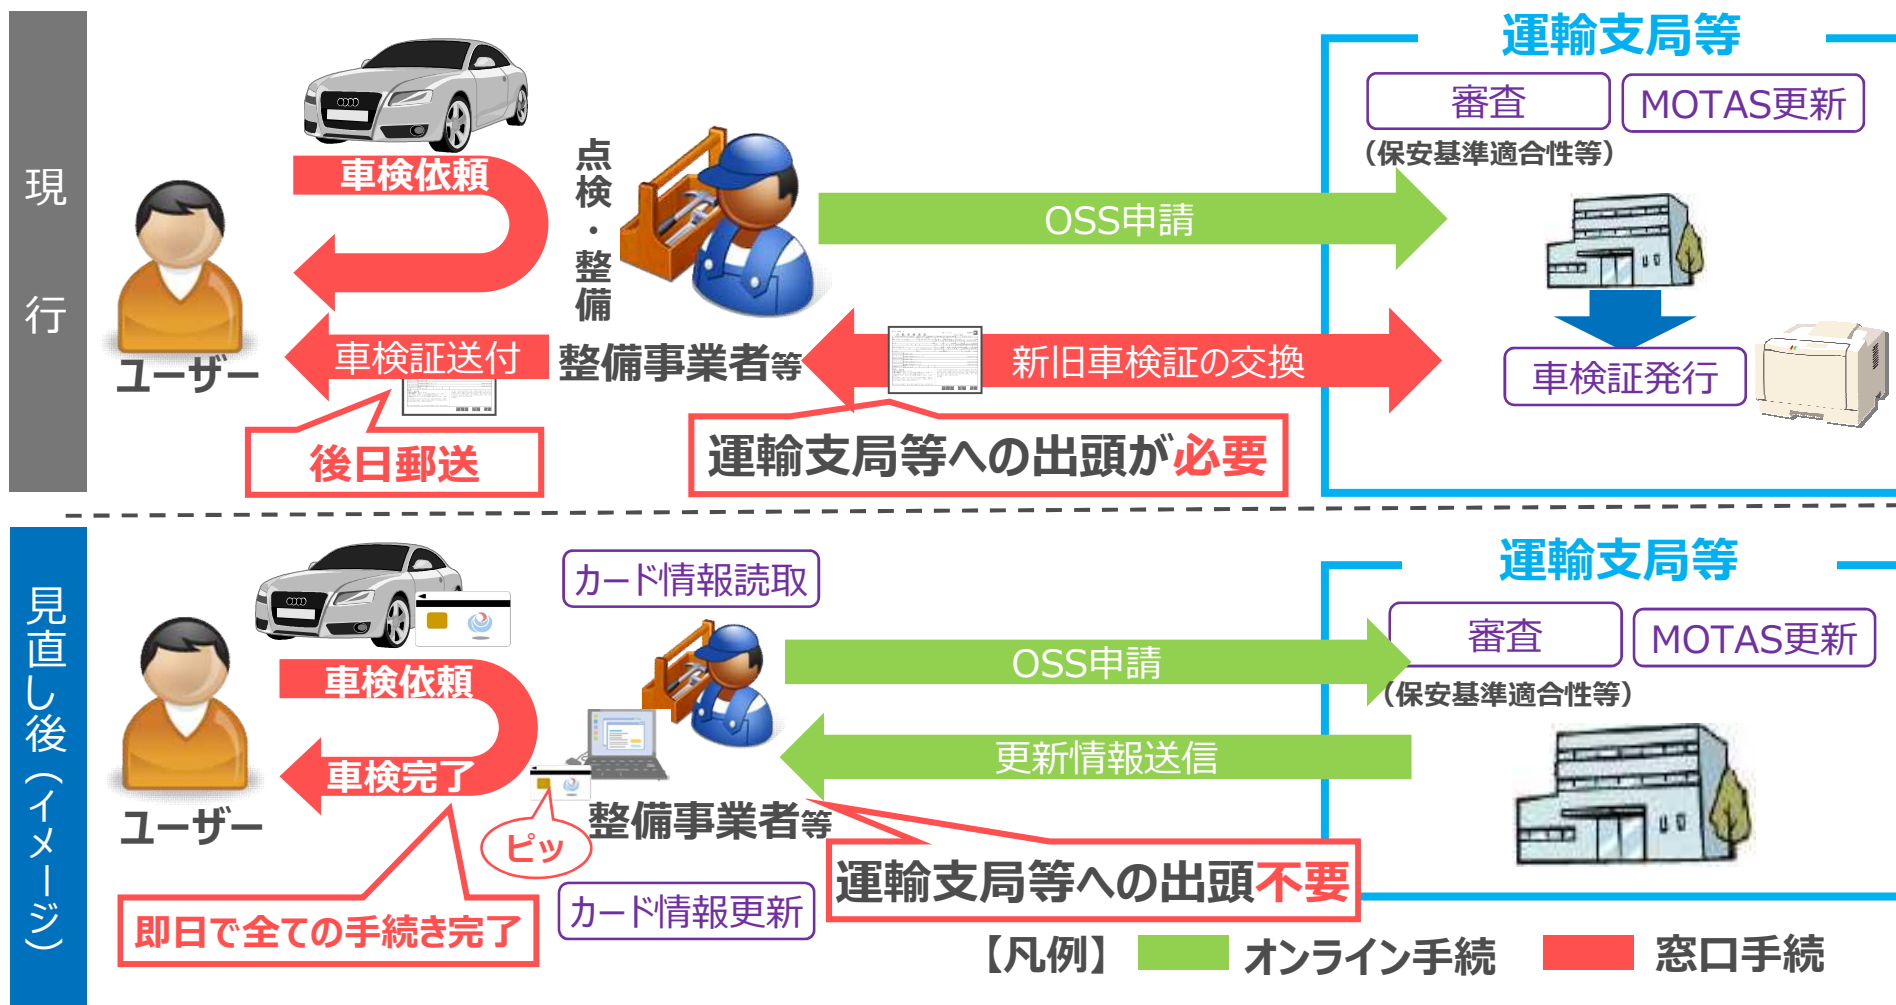 現行
運輸支局等
審査
MOTAS更新
（保安基準適合性等）
車検依頼
点検・整備
OSS申請
ユーザー
車検証送付
整備事業者等
新旧車検証の交換
車検証発行
後日郵送
運輸支局等への出頭が必要
見直し後（イメージ）
カード情報読取
運輸支局等
審査
MOTAS更新
（保安基準適合性等）
車検依頼
OSS申請
車検完了
更新情報送信
ユーザー
ピッ
整備事業者等
運輸支局等への出頭不要
カード情報更新
即日で全ての手続き完了
【凡例】
オンライン手続
窓口手続